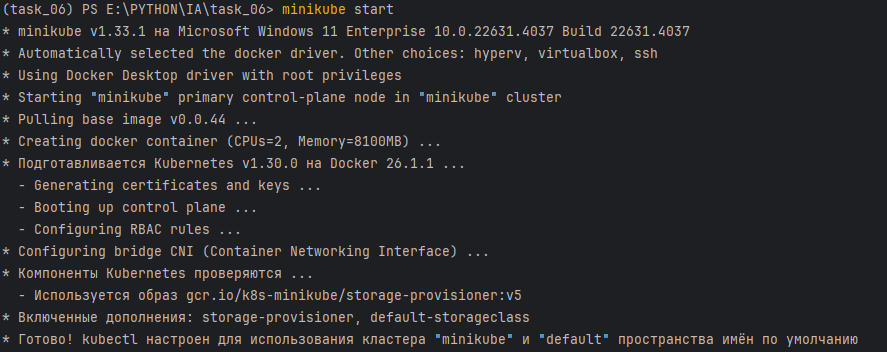 (task_06) PS E:\PYTHON\IA\task_06> minikube start
* minikube v1.33.1 на Microsoft Windows 11 Enterprise 10.0.22631.4037 Build 22631.4037
* Automatically selected the docker driver. Other choices: hyperv, virtualbox, ssh
* Using Docker Desktop driver with root privileges
* Starting "minikube" primary control-plane node in "minikube" cluster
* Pulling base image v0.0.44 ...
* Creating docker container (CPUs=2, Memory=8100MB) ...
* Подготавливается Kubernetes v1.30.0 на Docker 26.1.1 ...
  - Generating certificates and keys ...
  - Booting up control plane ...
  - Configuring RBAC rules ...
* Configuring bridge CNI (Container Networking Interface) ...
* Компоненты Kubernetes проверяются ...
  - Используется образ gcr.io/k8s-minikube/storage-provisioner:v5
* Включенные дополнения: storage-provisioner, default-storageclass
* Готово! kubectl настроен для использования кластера "minikube" и "default" пространства имён по умолчанию